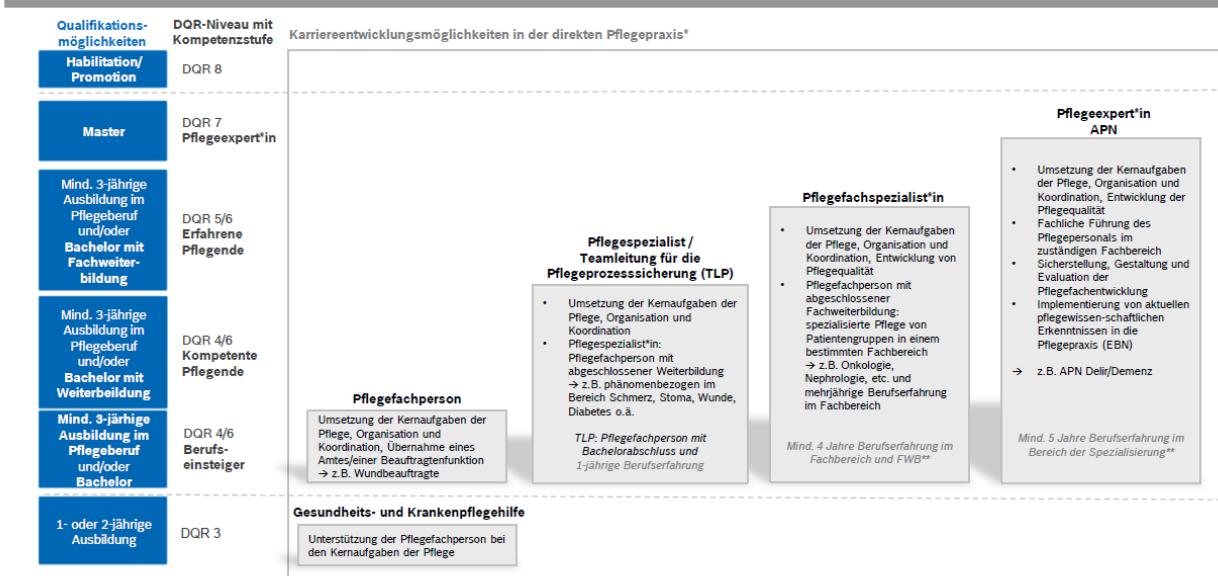 Qualifikations-
möglichkeiten
DQR-Niveau mit
Kompetenzstufe
Karriereentwicklungsmöglichkeiten in der direkten Pflegepraxis*
Habilitation/
Promotion
DQR 8
Master
DQR 7
Pflegeexpert*in
Mind. 3-jährige
Ausbildung im
Pflegeberuf
und/oder
Bachelor mit
Fachweiter-
bildung
DQR 5/6
Erfahrene
Pflegende
Mind. 3-jährige
Ausbildung im
Pflegeberuf
und/oder
Bachelor mit
Weiterbeildung
DQR 4/6
Kompetente
Pflegende
Mind. 3-järhige
Ausbildung im
Pflegeberuf
und/oder
Bachelor
DQR 4/6
Berufs-
einsteiger
1- oder 2-jährige
Ausbildung
DQR 3
Gesundheits- und Krankenpflegehilfe
Unterstützung der Pflegefachperson bei
den Kernaufgaben der Pflege
Pflegefachperson
Umsetzung der Kernaufgaben der
Pflege, Organisation und
Koordination, Übernahme eines
Amtes/einer Beauftragtenfunktion
→ z.B. Wundbeauftragte
Pflegespezialist /
Teamleitung für die
Pflegeprozesssicherung (TLP)
• Umsetzung der Kernaufgaben der
Pflege, Organisation und
Koordination
• Pflegespezialist*in:
Pflegefachperson mit
abgeschlossener Weiterbildung
→ z.B. phänomenbezogen im
Bereich Schmerz, Stoma, Wunde,
Diabetes o.ä.
TLP: Pflegefachperson mit
Bachelorabschluss und
1-jährige Berufserfahrung
Pflegefachspezialist*in
• Umsetzung der Kernaufgaben
der Pflege, Organisation und
Koordination, Entwicklung von
Pflegequalität
• Pflegefachperson mit
abgeschlossener
Fachweiterbildung:
spezialisierte Pflege von
Patientengruppen in einem
bestimmten Fachbereich
→ z.B. Onkologie,
Nephrologie, etc. und
mehrjährige Berufserfahrung
im Fachbereich
Mind. 4 Jahre Berufserfahrung im
Fachbereich und FWB**
Pflegeexpert*in
APN
• Umsetzung der Kernaufgaben
der Pflege, Organisation und
Koordination, Entwicklung der
Pflegequalität
• Fachliche Führung des
Pflegepersonals im
zuständigen Fachbereich
• Sicherstellung, Gestaltung und
Evaluation der
Pflegefachentwicklung
• Implementierung von aktuellen
pflegewissen-schaftlichen
Erkenntnissen in die
Pflegepraxis (EBN)
→ z.B. APN Delir/Demenz
Mind. 5 Jahre Berufserfahrung im
Bereich der Spezialisierung**